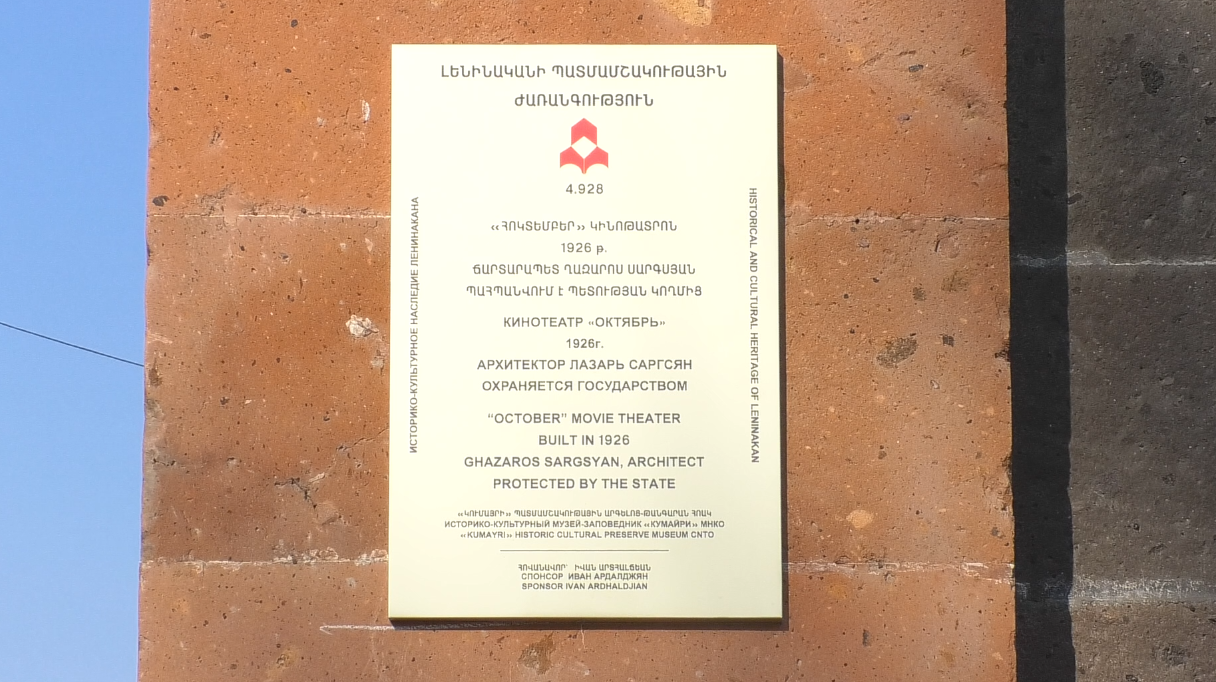 ԼԵՆԻՆԱԿԱՆԻ ՊԱՏՄԱՄՇԱԿՈՒԹԱՅԻՆ
ԺԱՌԱՆԳՈՒԹՅՈՒՆ
4.928
ИСТОРИКО-КУЛЬТУРНОЕ НАСЛЕДИЕ ЛЕНИНАКАНА
HISTORICAL AND CULTURAL HERITAGE OF LENINAKAN
‹‹ՀՈԿՏԵՄԲԵՐ›› ԿԻՆՈԹԱՏՐՈՆ
1926 թ.
ՃԱՐՏԱՐԱՊԵՏ ՂԱԶԱՐՈՍ ՍԱՐԳՍՅԱՆ
ՊԱՀՊԱՆՎՈՒՄ է ՊԵՏՈՒԹՅԱՆ ԿՈՂՄԻՑ
КИНОТЕАТР «ОКТЯБРЬ»
1926г.
АРХИТЕКТОР ЛАЗАРЬ САРГСЯН
ОХРАНЯЕТСЯ ГОСУДАРСТВОМ
“OCTOBER” MOVIE THEATER
BUILT IN 1926
GHAZAROS SARGSYAN, ARCHITECT
PROTECTED BY THE STATE
‹‹ԿՈՒՄԱՅՐԻ›› ՊԱՏՄԱՄՇԱԿՈՒԹԱՅԻՆ ԱՐԳԵԼՈՑ-ԹԱՆԳԱՐԱՆ ՀՈԱԿ
ИСТОРИКО-КУЛЬТУРНЫЙ МУЗЕЙ-ЗАПОВЕДНИК ‹‹КУМАЙРИ›› МНКО
‹‹KUMAYRI›› HISTORIC CULTURAL PRESERVE MUSEUM CNTO
ՀՈՎԱՆԱՎՈՐ՝ ԻՎԱՆ ԱՐՏՀԱԼՃԵԱՆ
СПОНСОР ИВАН АРДАЛДЖЯН
SPONSOR IVAN ARDHALDJIAN